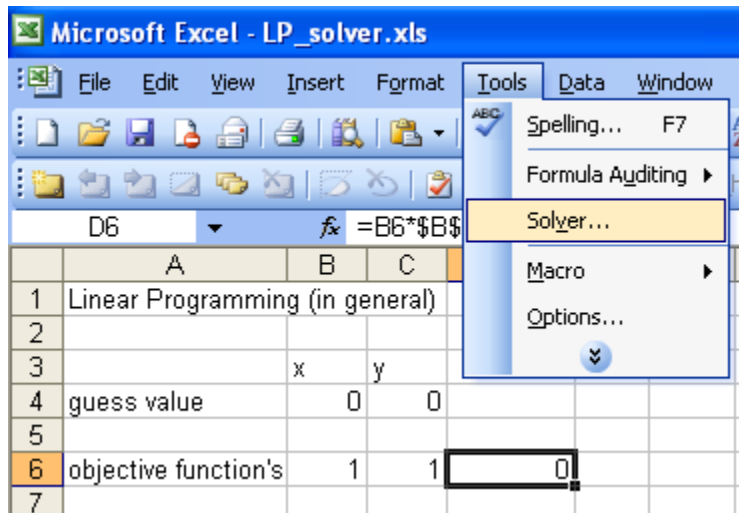 Microsoft Excel - LP_solver.xls
File Edit View Insert Format Tools Data Window
ABC Spelling... F7
Formula Auditing
D6 fx =B6*$B$ Solver...
A B C
Macro
1 Linear Programming (in general)
Options...
2
3 x y
4 guess value 0 0
5
6 objective function's 1 1 0
7